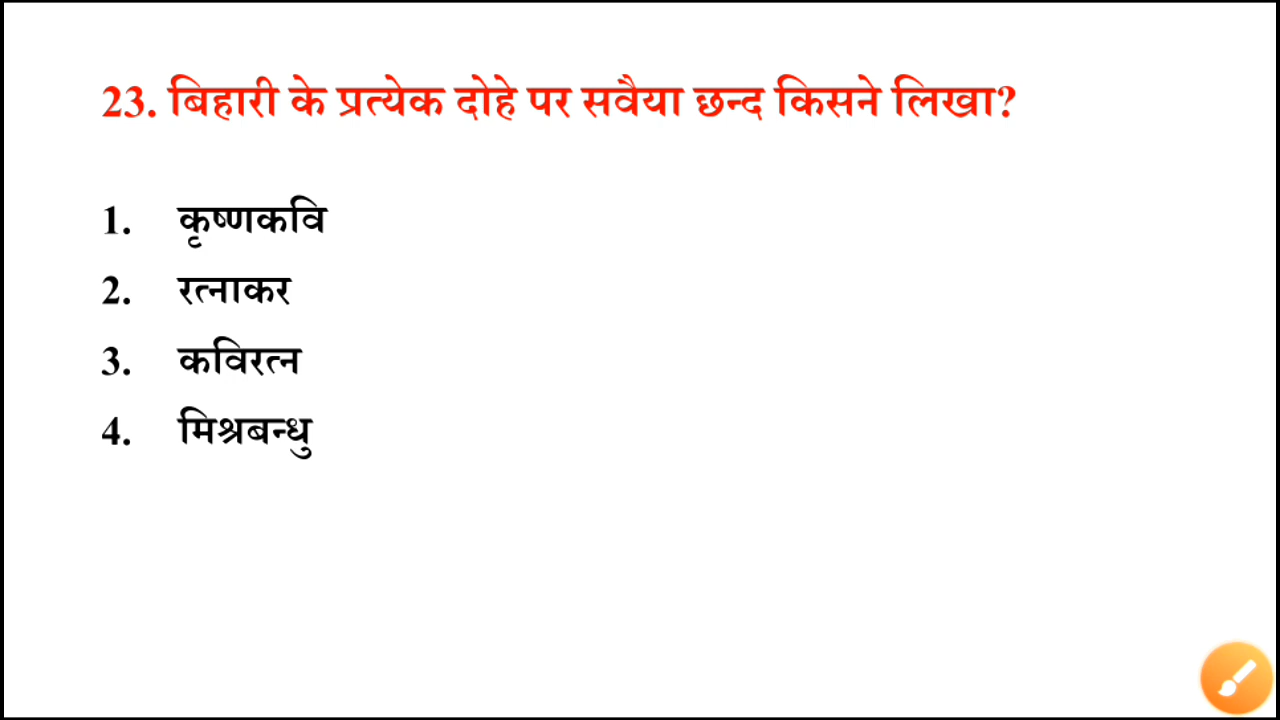 23. बिहारी के प्रत्येक दोहे पर सवैया छन्द किसने लिखा?
1. कृष्णकवि
2. रत्नाकर
3. कविरत्न
4. मिश्रबन्धु